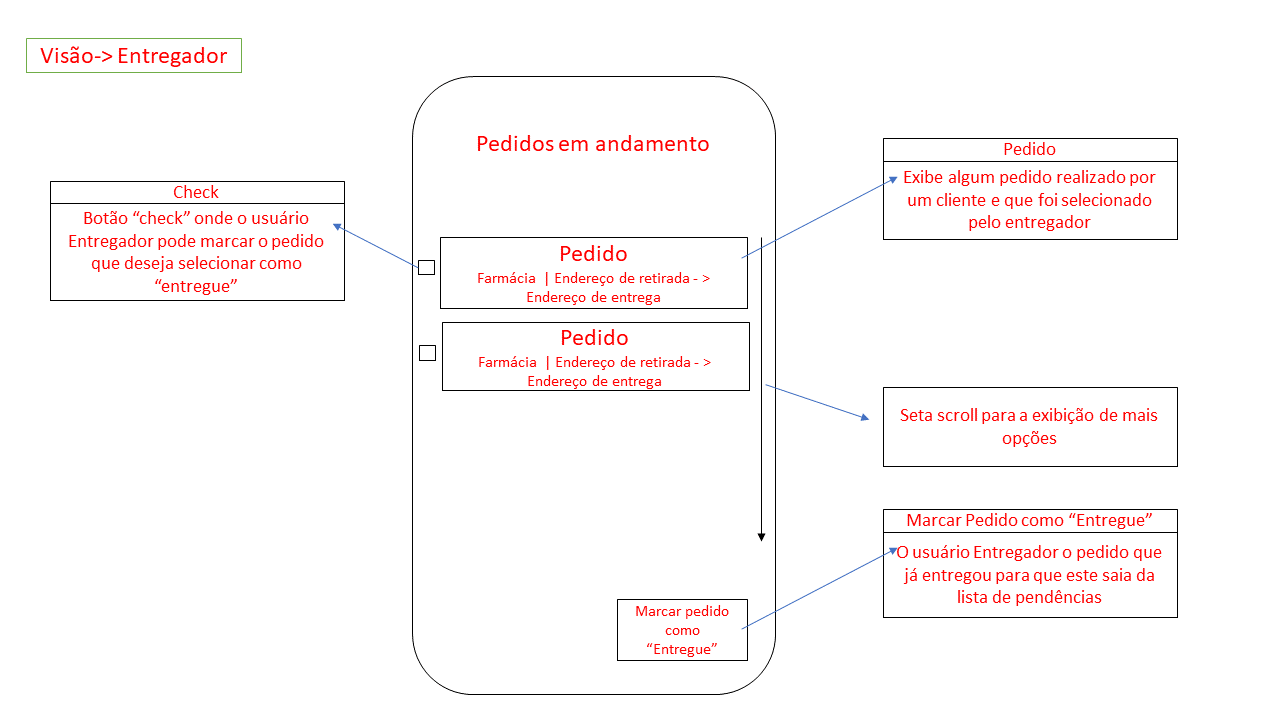 Visão-> Entregador
Pedidos em andamento
Check
Botão “check” onde o usuário
Entregador pode marcar o pedido
que deseja selecionar como
“entregue”
Pedido
Farmácia | Endereço de retirada - >
Endereço de entrega
Pedido
Farmácia | Endereço de retirada - >
Endereço de entrega
Marcar pedido
como
“Entregue”
Pedido
Exibe algum pedido realizado por
um cliente e que foi selecionado
pelo entregador
Seta scroll para a exibição de mais
opções
Marcar Pedido como “Entregue”
O usuário Entregador o pedido que
já entregou para que este saia da
lista de pendências